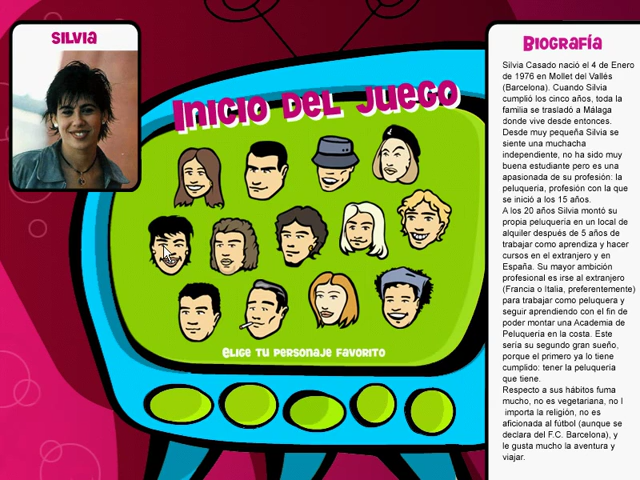 Silvia
Inicio del juego
Elige tu personaje favorito
Biografía
Silvia Casado nació el 4 de Enero
de 1976 en Mollet del Vallés
(Barcelona). Cuando Silvia
cumplió los cinco años, toda la
familia se trasladó a Málaga
donde vive desde entonces.
Desde muy pequeña Silvia se
siente una muchacha
independiente, no ha sido muy
buena estudiante pero es una
apasionada de su profesión: la
peluquería, profesión con la que
se inició a los 15 años.
A los 20 años Silvia montó su
propia peluquería en un local de
alquiler después de 5 años de
trabajar como aprendiza y hacer
cursos en el extranjero y en
España. Su mayor ambición
profesional es irse al extranjero
(Francia o Italia, preferentemente)
para trabajar como peluquera y
seguir aprendiendo con el fin de
poder montar una Academia de
Peluquería en la costa. Este
sería su segundo gran sueño,
porque el primero ya lo tiene
cumplido: tener la peluquería
que tiene.
Respecto a sus hábitos fuma
mucho, no es vegetariana, no l
importa la religión, no es
aficionada al fútbol (aunque se
declara del F.C. Barcelona), y
le gusta mucho la aventura y
viajar.